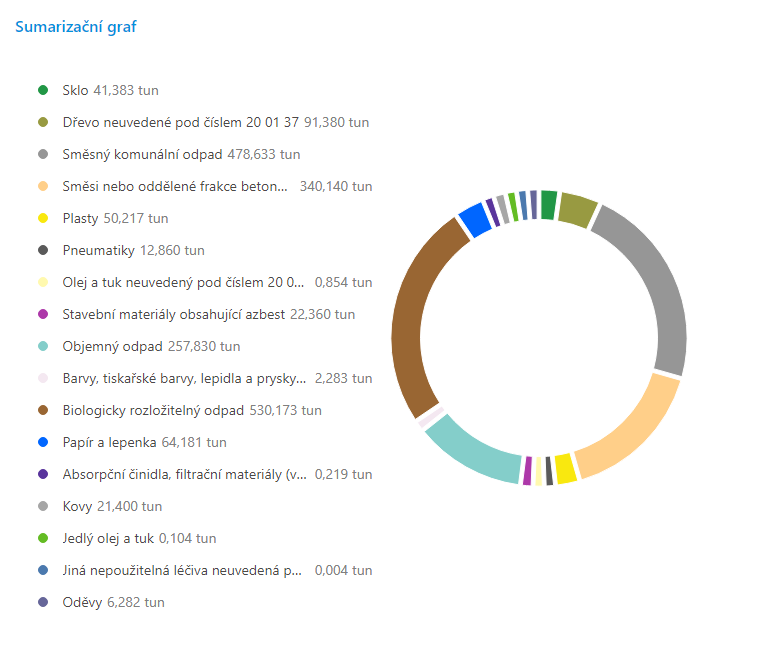 Sumarizační graf
Sklo 41,383 tun
Dřevo neuvedené pod číslem 20 01 37 91,380 tun
Směsný komunální odpad 478,633 tun
Směsi nebo oddělené frakce beton... 340,140 tun
Plasty 50,217 tun
Pneumatiky 12,860 tun
Olej a tuk neuvedený pod číslem 20 0... 0,854 tun
Stavební materiály obsahující azbest 22,360 tun
Objemný odpad 257,830 tun
Barvy, tiskařské barvy, lepidla a prysky... 2,283 tun
Biologicky rozložitelný odpad 530,173 tun
Papír a lepenka 64,181 tun
Absorpční činidla, filtrační materiály (v... 0,219 tun
Kovy 21,400 tun
Jedlý olej a tuk 0,104 tun
Jiná nepoužitelná léčiva neuvedená p... 0,004 tun
Oděvy 6,282 tun